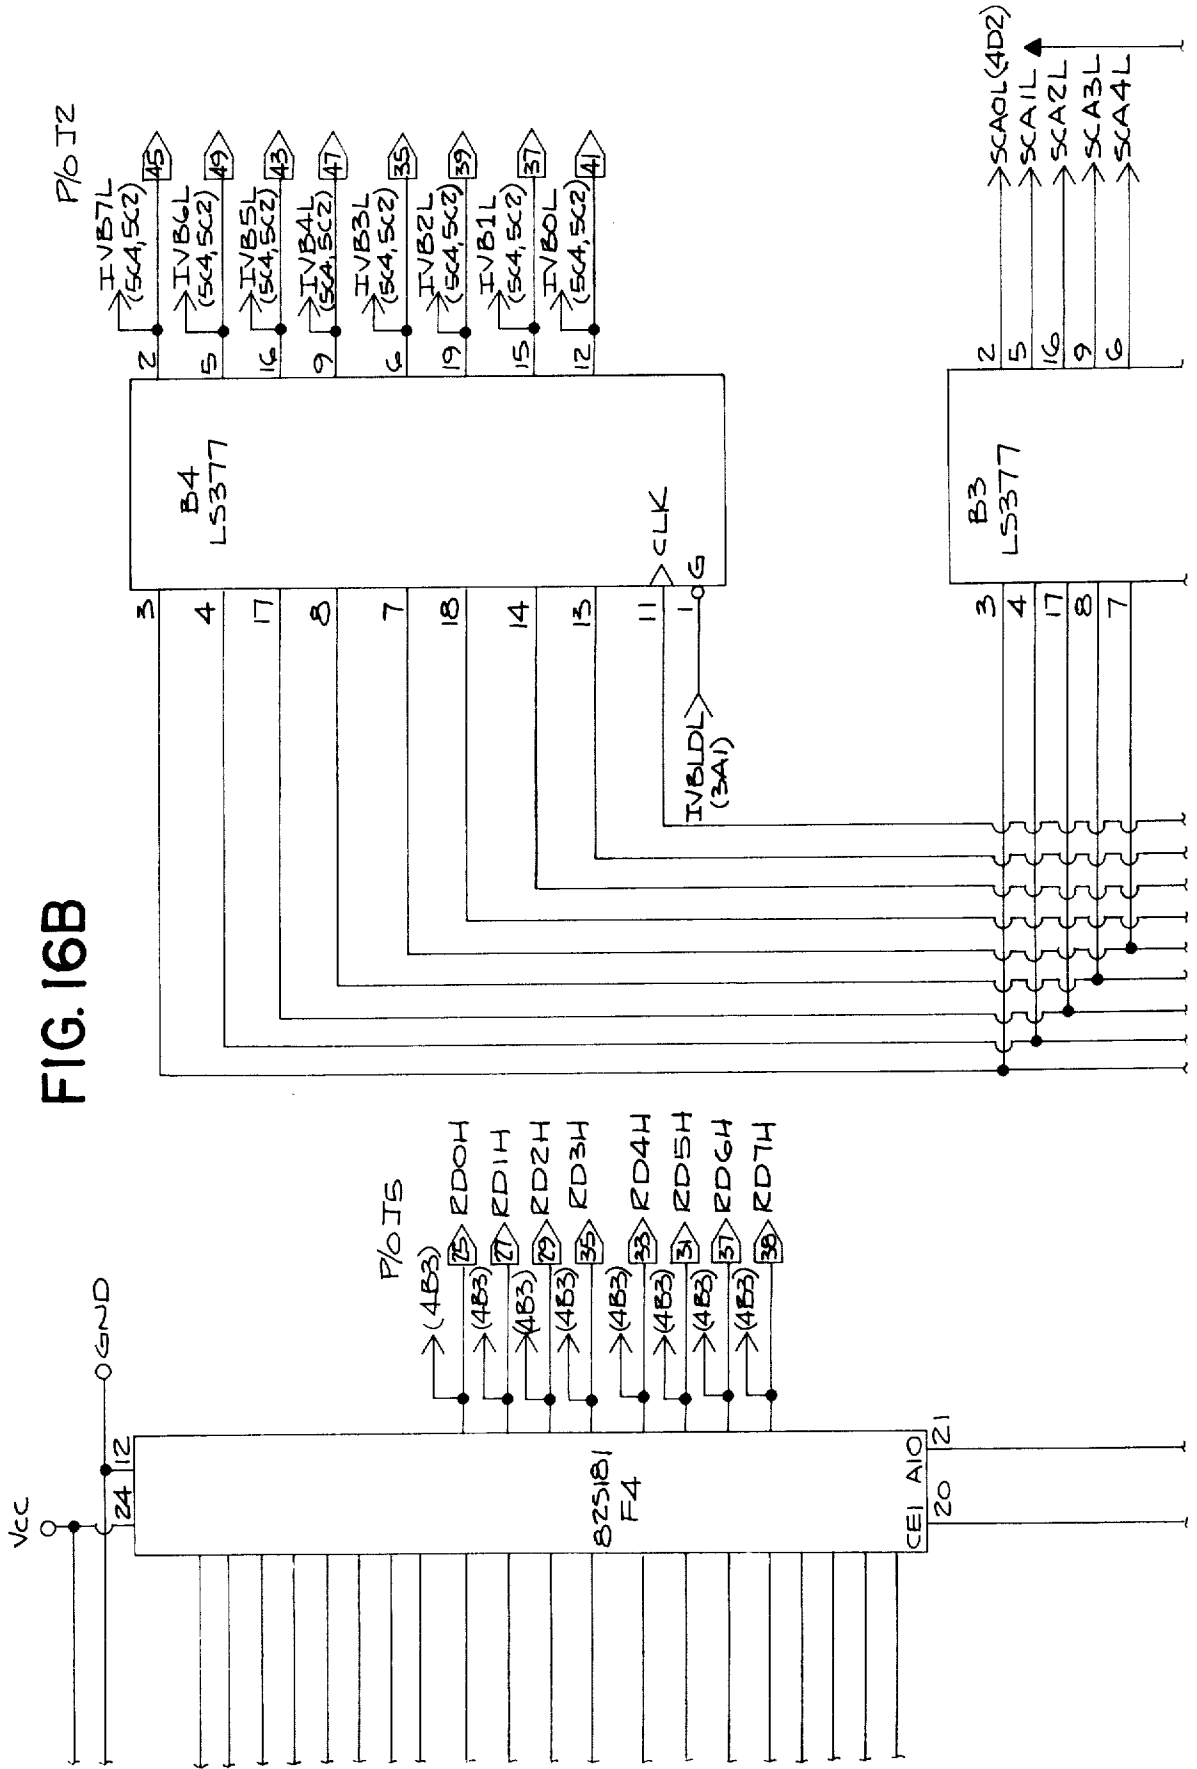 FIG. 16B
Vcc
GND
24
12
82S181
F4
CE1
A10
20
21
P/O J5
(4B3)
25
RD0H
(4B3)
27
RD1H
(4B3)
29
RD2H
(4B3)
35
RD3H
(4B3)
33
RD4H
(4B3)
31
RD5H
(4B3)
37
RD6H
(4B3)
38
RD7H
P/O J2
B4
LS377
3
4
17
8
7
18
14
13
11
CLK
1
G
IVBLDL
(3A1)
2
IVB7L
(5C4,5C2)
45
5
IVB6L
(5C4,5C2)
49
16
IVB5L
(5C4,5C2)
43
9
IVB4L
(5C4,5C2)
47
6
IVB3L
(5C4,5C2)
35
19
IVB2L
(5C4,5C2)
39
15
IVB1L
(5C4,5C2)
37
12
IVB0L
(5C4,5C2)
41
B3
LS377
3
4
17
8
7
2
SCA0L(4D2)
5
SCA1L
16
SCA2L
9
SCA3L
6
SCA4L